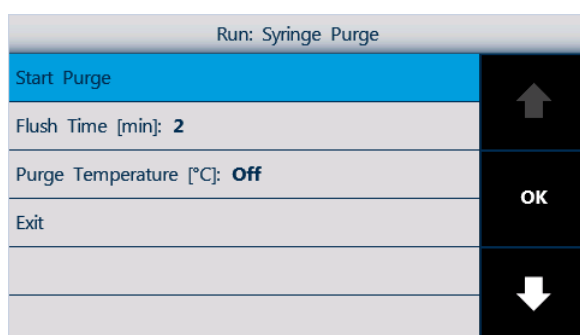 Run: Syringe Purge
Start Purge
Flush Time [min]: 2
Purge Temperature [°C]: Off
OK
Exit